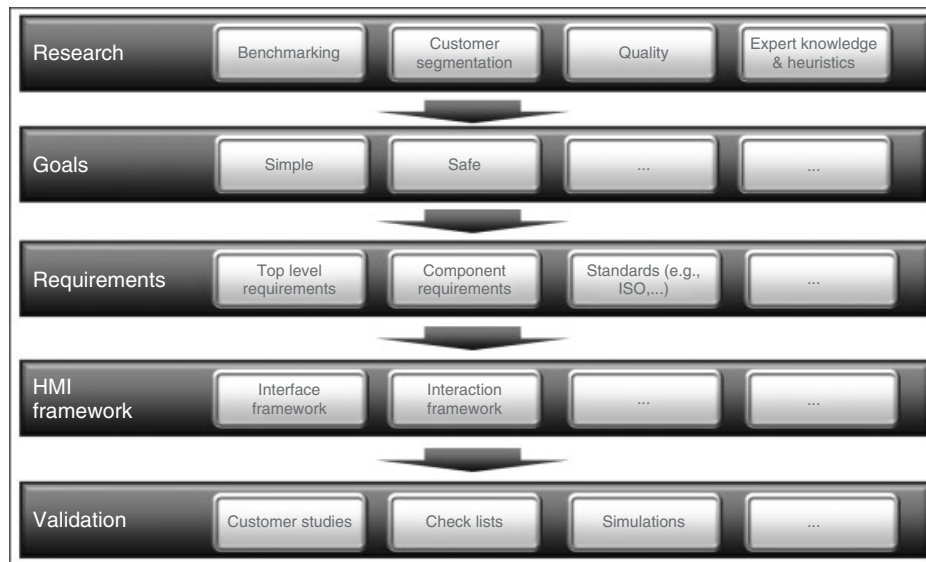 Research
Benchmarking
Customer
segmentation
Quality
Expert knowledge
& heuristics
Goals
Simple
Safe
...
...
Requirements
Top level
requirements
Component
requirements
Standards (e.g.,
ISO,...)
...
HMI
framework
Interface
framework
Interaction
framework
...
...
Validation
Customer studies
Check lists
Simulations
...